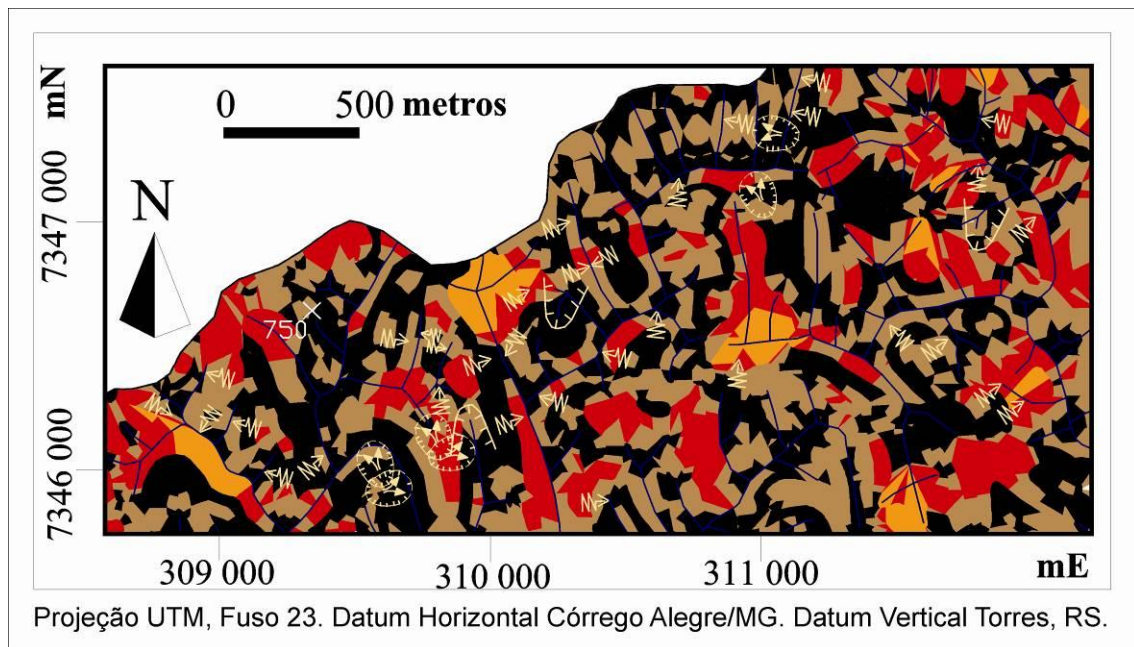 0 500 metros
mN
7347 000
N
750
7346 000
309 000 310 000 311 000 mE
Projeção UTM, Fuso 23. Datum Horizontal Córrego Alegre/MG. Datum Vertical Torres, RS.